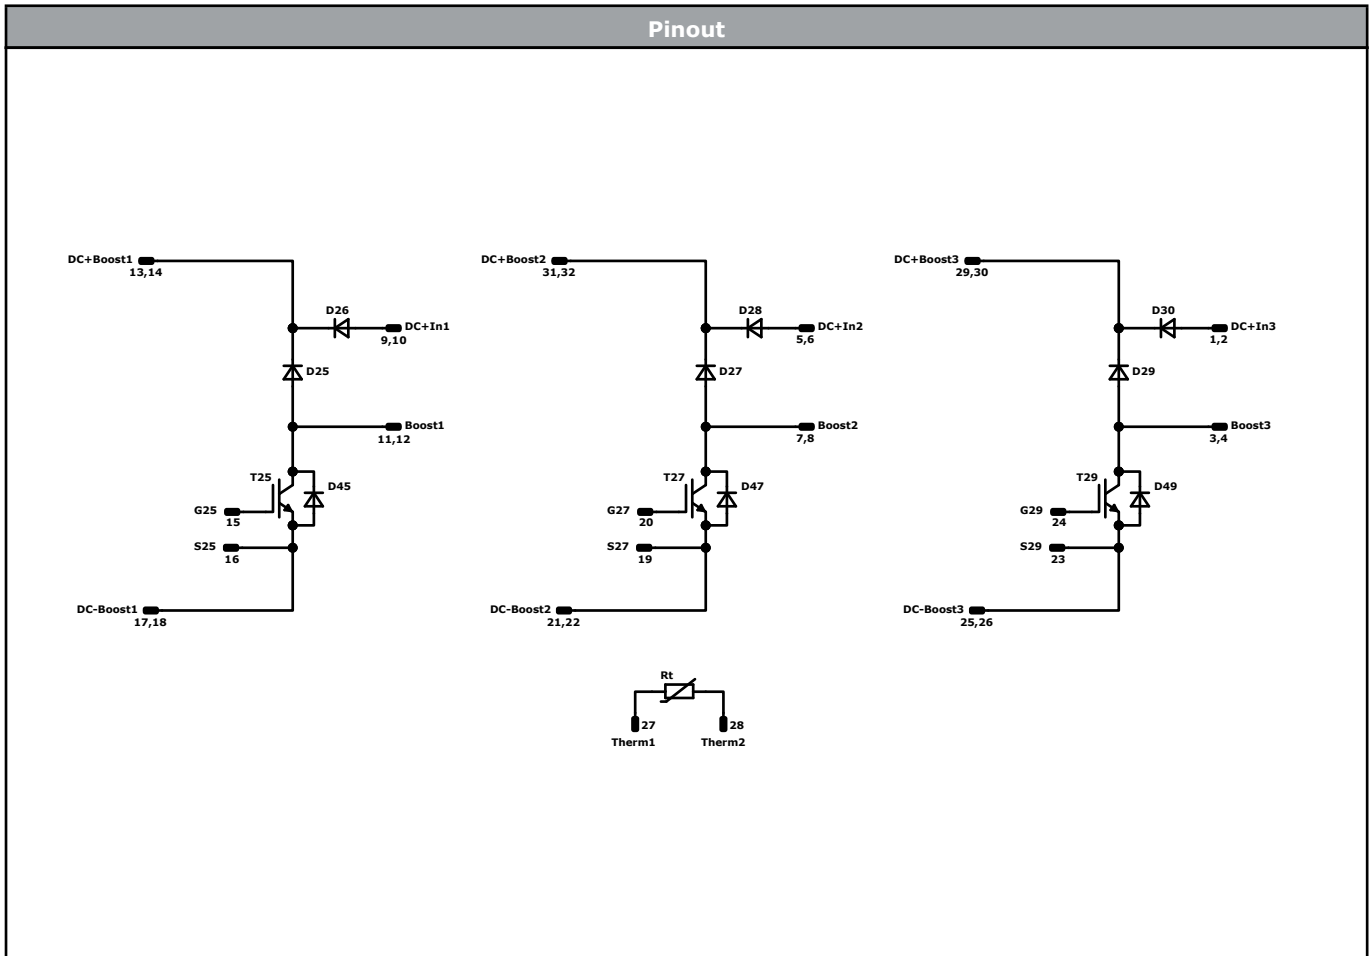 Pinout
DC+Boost1
13,14
DC+Boost2
31,32
DC+Boost3
29,30
D26
DC+In1
9,10
D28
DC+In2
5,6
D30
DC+In3
1,2
D25
D27
D29
Boost1
11,12
Boost2
7,8
Boost3
3,4
T25
D45
G25
15
S25
16
T27
D47
G27
20
S27
19
T29
D49
G29
24
S29
23
DC-Boost1
17,18
DC-Boost2
21,22
DC-Boost3
25,26
Rt
27
28
Therm1
Therm2